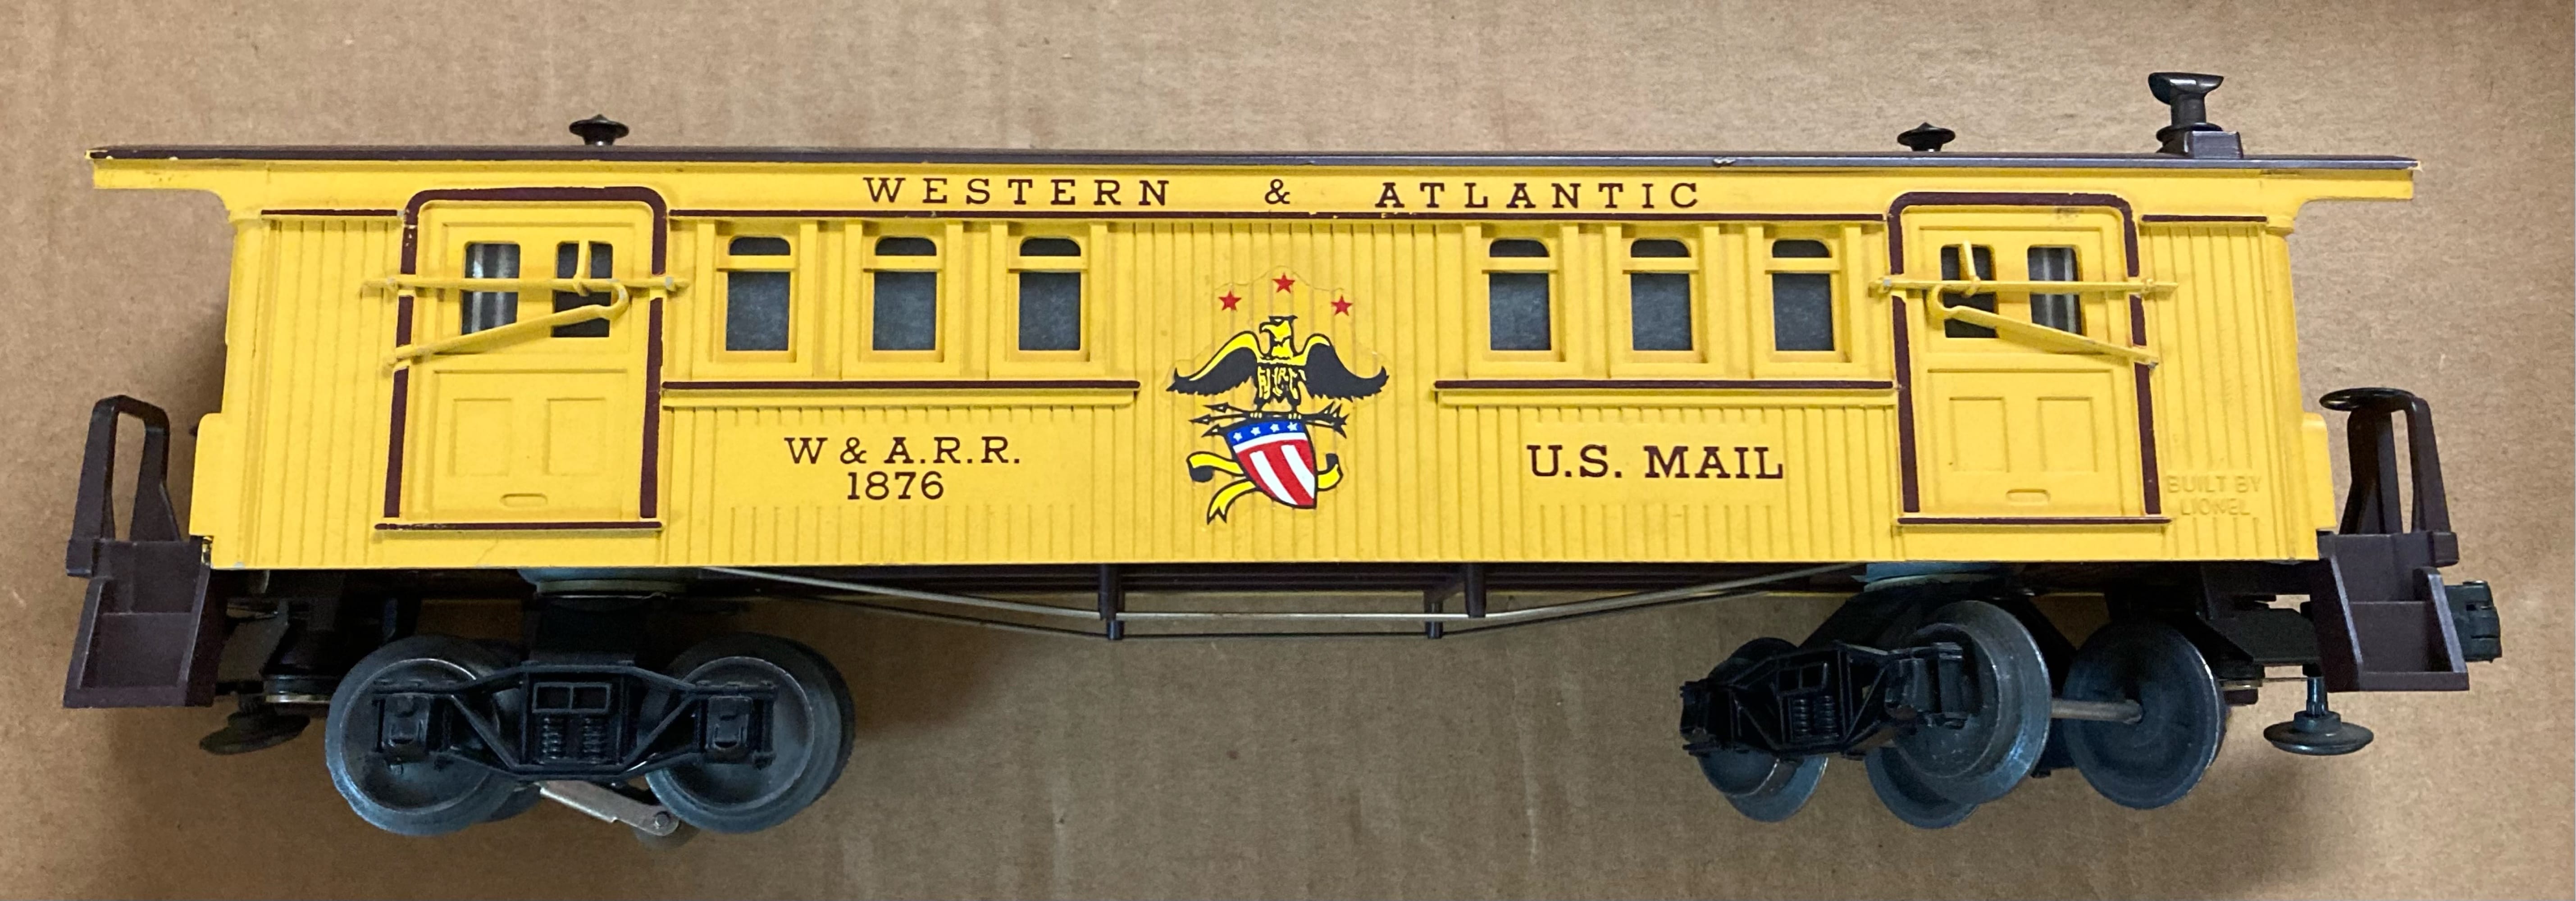 WESTERN & ATLANTIC
W & A.R.R.
1876
U.S. MAIL
BUILT BY
LIONEL